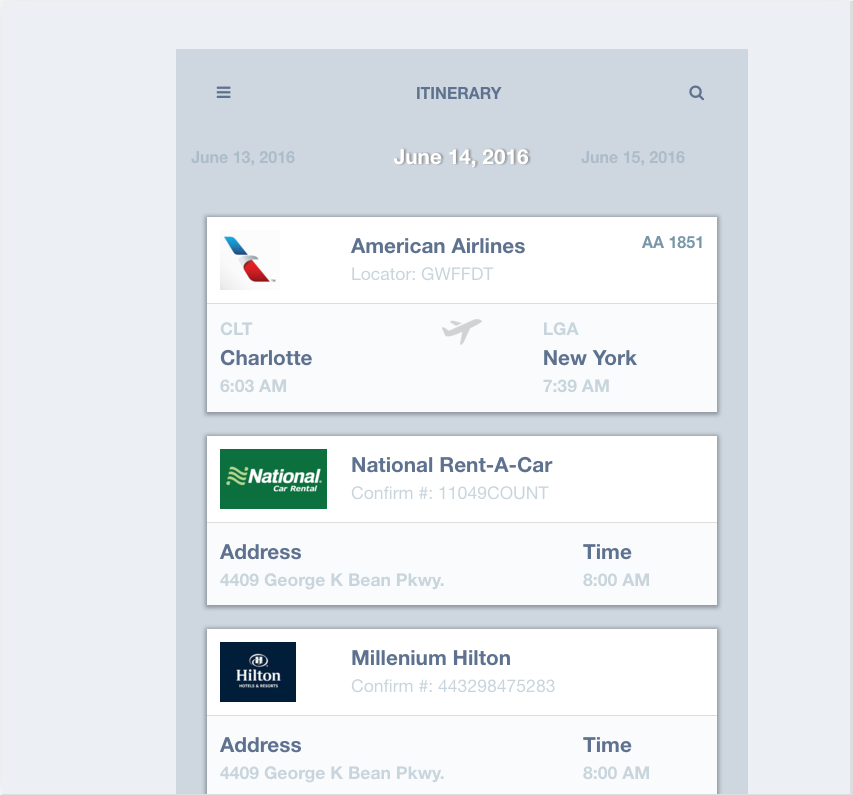 ITINERARY
June 13, 2016 June 14, 2016 June 15, 2016
American Airlines AA 1851
Locator: GWFFDT
CLT LGA
Charlotte New York
6:03 AM 7:39 AM
National
Car Rental
National Rent-A-Car
Confirm #: 11049COUNT
Address Time
4409 George K Bean Pkwy. 8:00 AM
Hilton
HOTELS & RESORTS
Millenium Hilton
Confirm #: 443298475283
Address Time
4409 George K Bean Pkwy. 8:00 AM